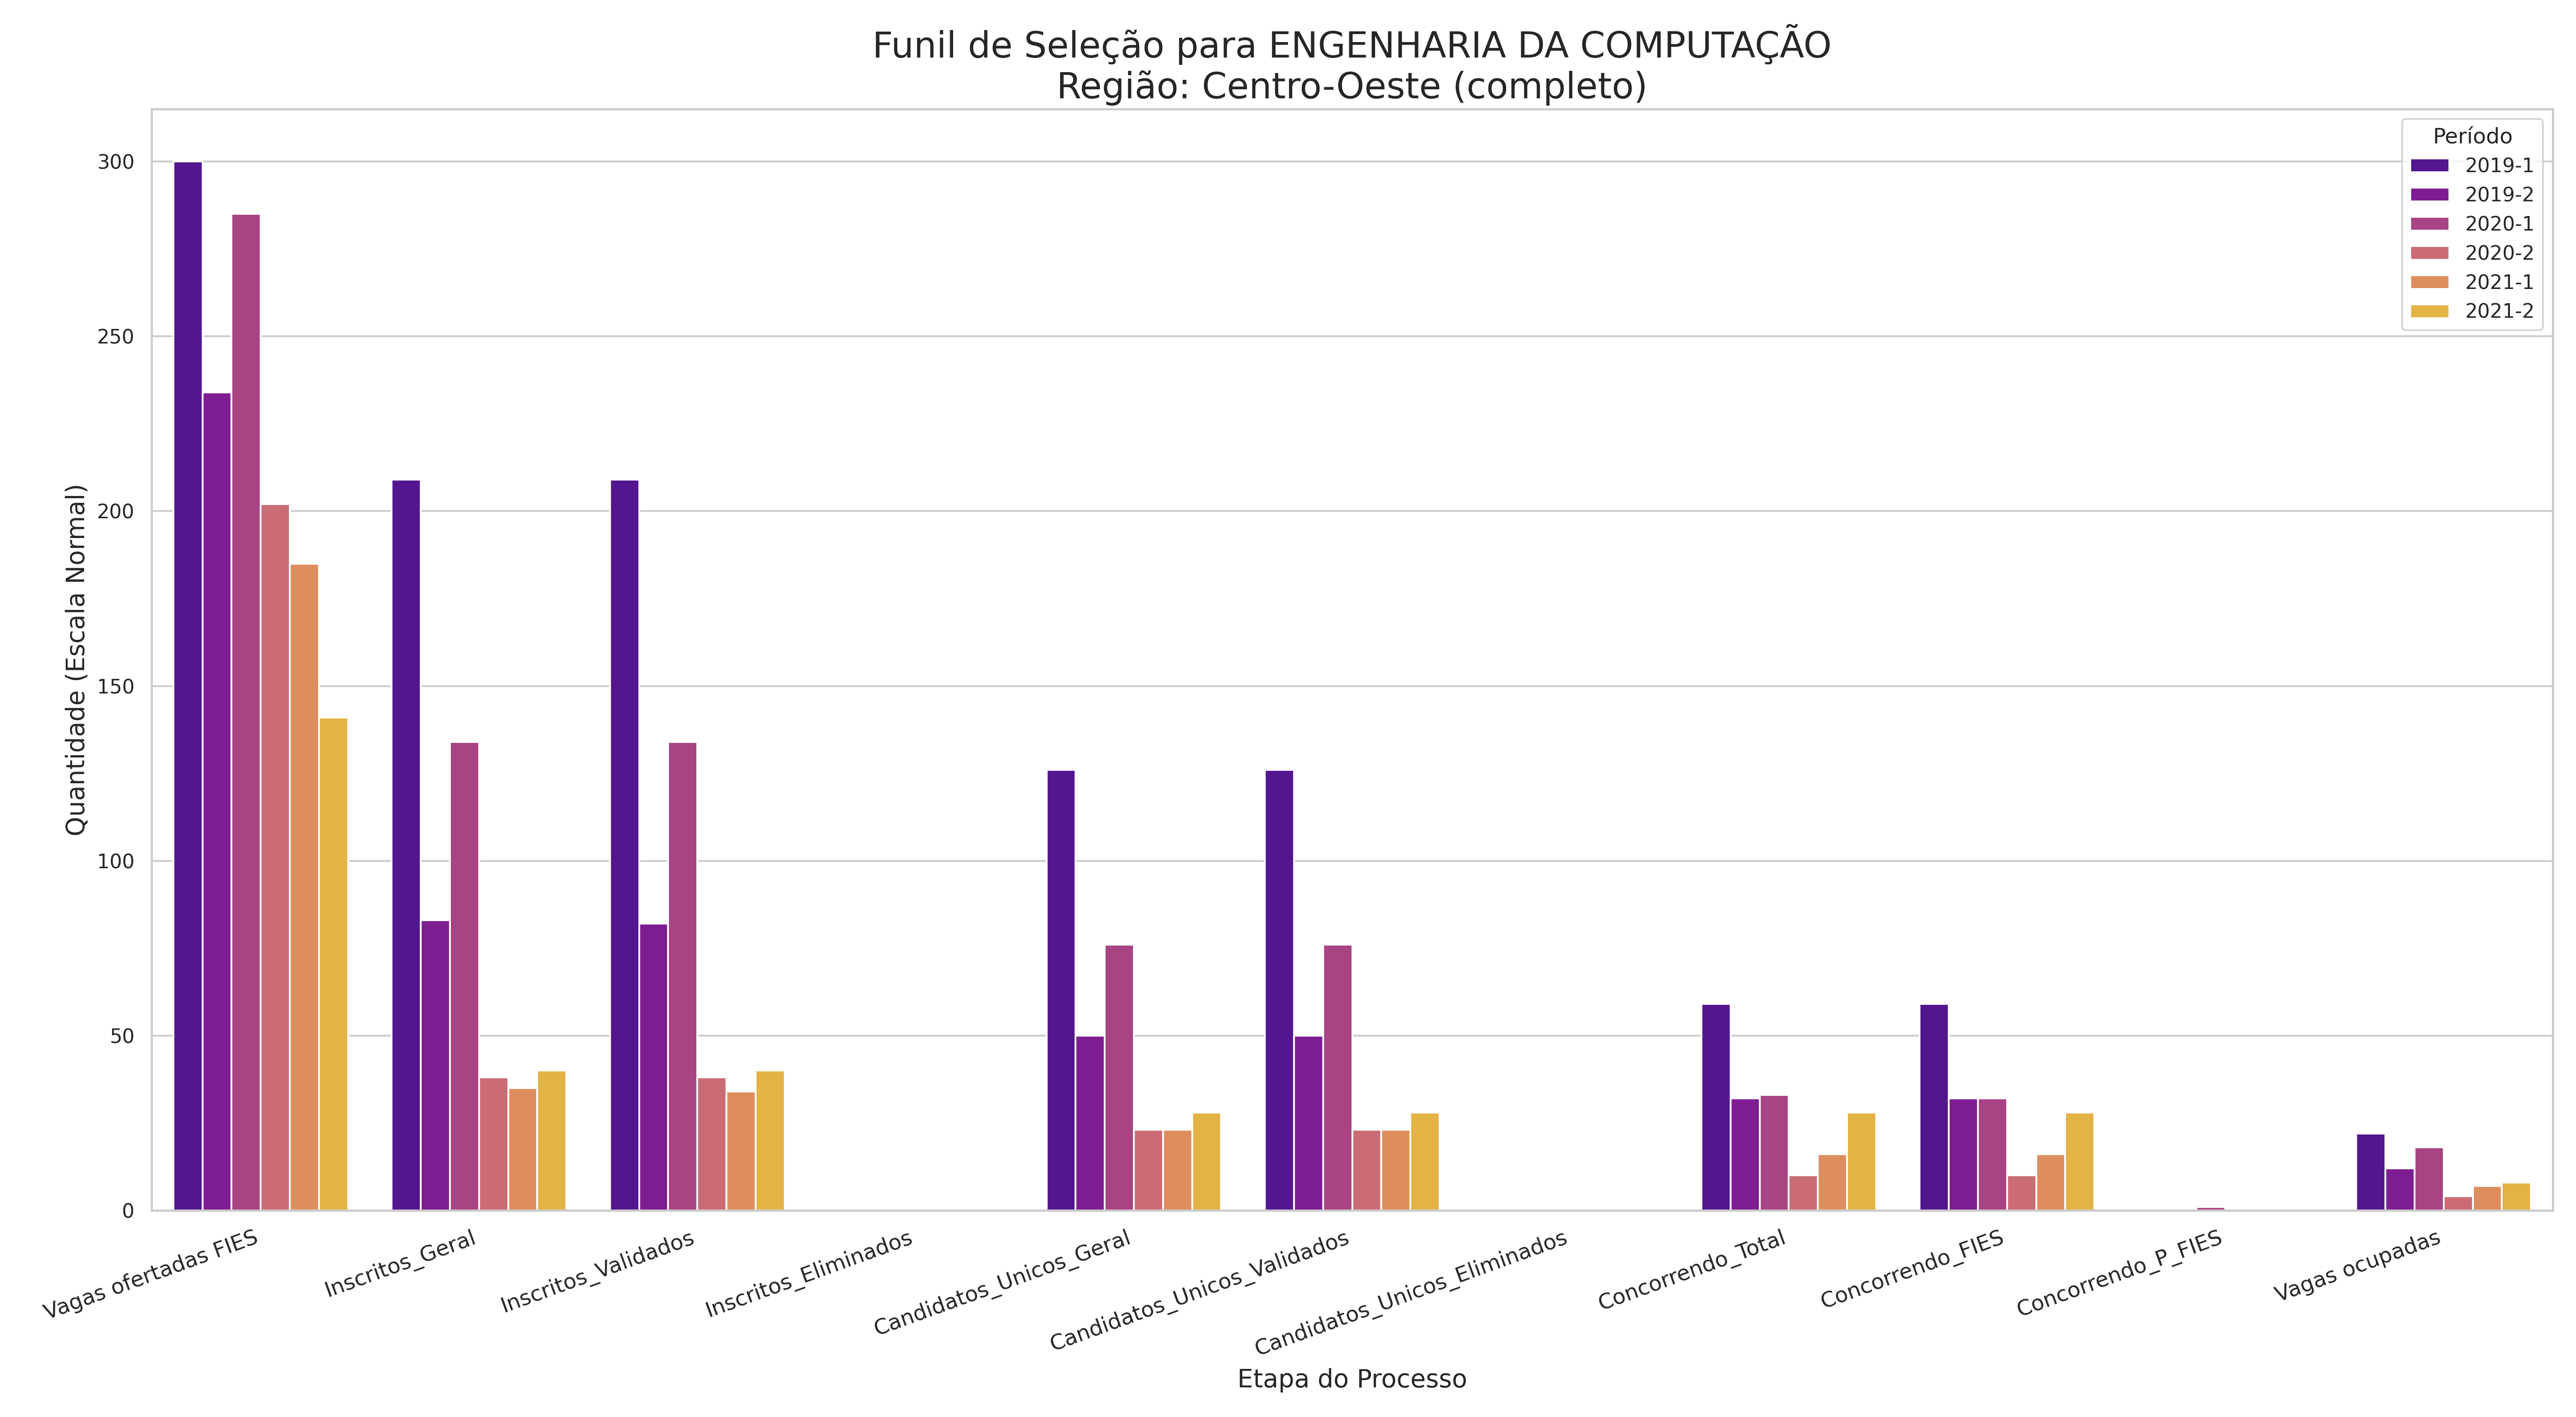 Funil de Seleção para ENGENHARIA DA COMPUTAÇÃO
Região: Centro-Oeste (completo)
Período
2019-1
2019-2
2020-1
2020-2
2021-1
2021-2
Quantidade (Escala Normal)
300
250
200
150
100
50
0
Vagas ofertadas FIES
Inscritos_Geral
Inscritos_Validados
Inscritos_Eliminados
Candidatos_Unicos_Geral
Candidatos_Unicos_Validados
Candidatos_Unicos_Eliminados
Concorrendo_Total
Concorrendo_FIES
Concorrendo_P_FIES
Vagas ocupadas
Etapa do Processo